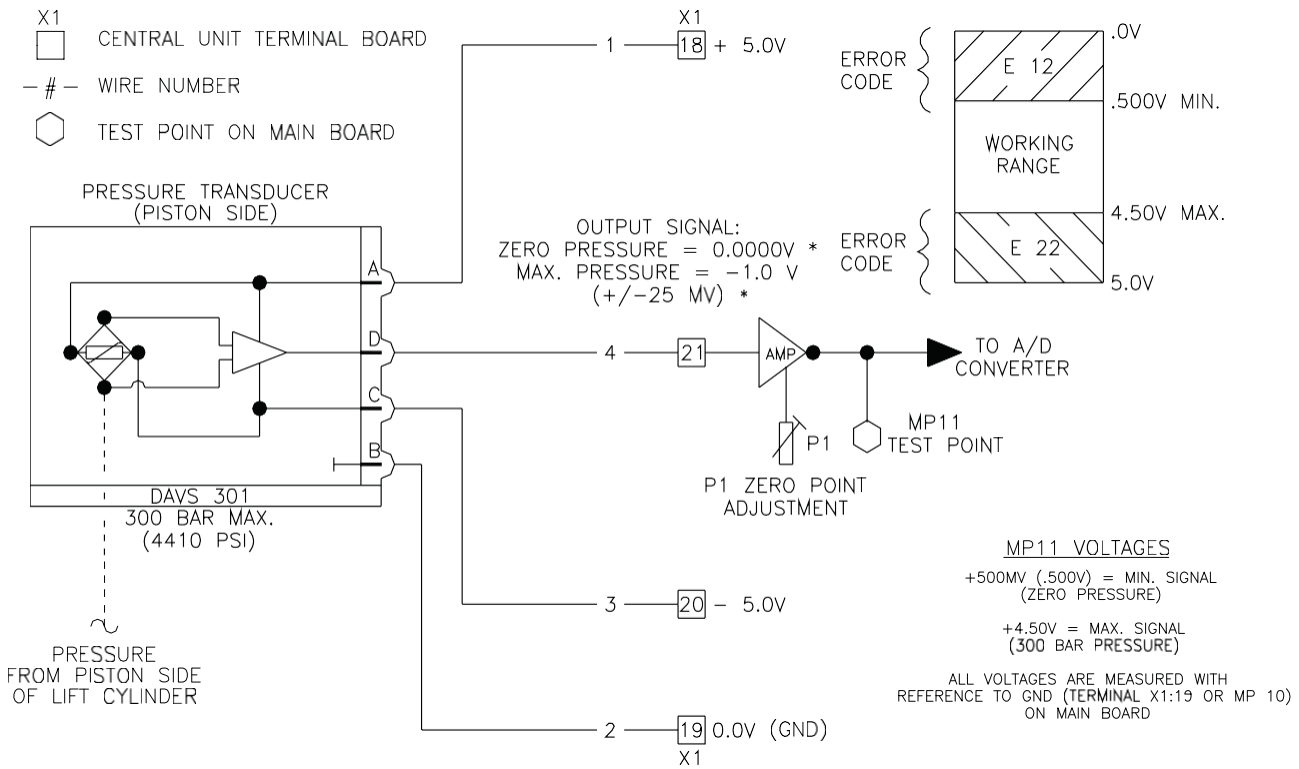 X1
CENTRAL UNIT TERMINAL BOARD
-#- WIRE NUMBER
TEST POINT ON MAIN BOARD
PRESSURE TRANSDUCER
(PISTON SIDE)
A
D
C
B
DAVS 301
300 BAR MAX.
(4410 PSI)
PRESSURE
FROM PISTON SIDE
OF LIFT CYLINDER
X1
1 18 + 5.0V
OUTPUT SIGNAL:
ZERO PRESSURE = 0.0000V *
MAX. PRESSURE = -1.0 V
(+/-25 MV) *
4 21
AMP
TO A/D
CONVERTER
P1
MP11
TEST POINT
P1 ZERO POINT
ADJUSTMENT
3 20 - 5.0V
2 19 0.0V (GND)
X1
ERROR
CODE
E 12
.0V
.500V MIN.
WORKING
RANGE
4.50V MAX.
ERROR
CODE
E 22
5.0V
MP11 VOLTAGES
+500MV (.500V) = MIN. SIGNAL
(ZERO PRESSURE)
+4.50V = MAX. SIGNAL
(300 BAR PRESSURE)
ALL VOLTAGES ARE MEASURED WITH
REFERENCE TO GND (TERMINAL X1:19 OR MP 10)
ON MAIN BOARD